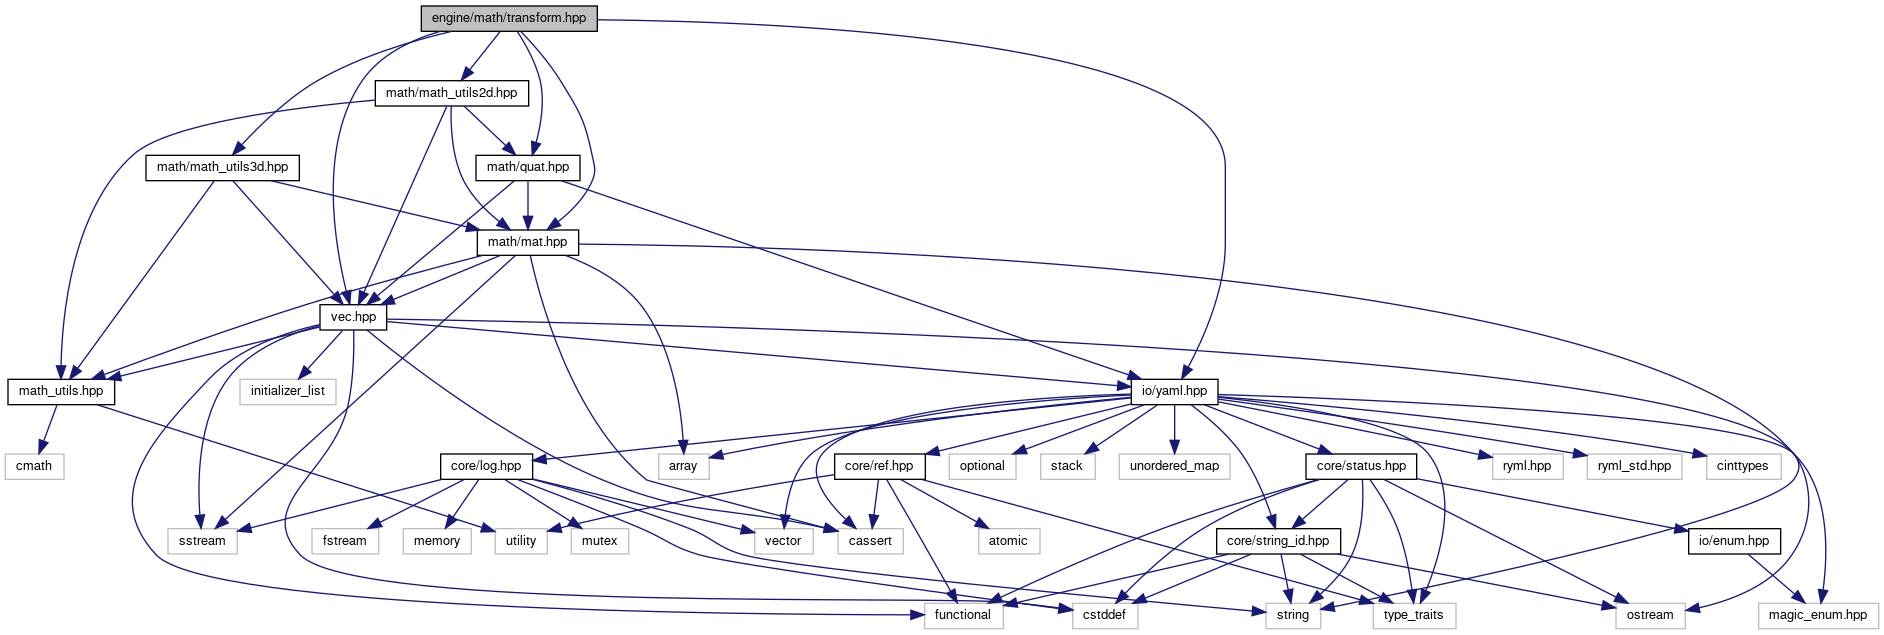 engine/math/transform.hpp
math/math_utils2d.hpp
math/math_utils3d.hpp
math/quat.hpp
math/mat.hpp
vec.hpp
math_utils.hpp
initializer_list
io/yaml.hpp
cmath
core/log.hpp
array
core/ref.hpp
optional
stack
unordered_map
core/status.hpp
ryml.hpp
ryml_std.hpp
cinttypes
sstream
fstream
memory
utility
mutex
vector
cassert
atomic
core/string_id.hpp
io/enum.hpp
functional
cstddef
string
type_traits
ostream
magic_enum.hpp